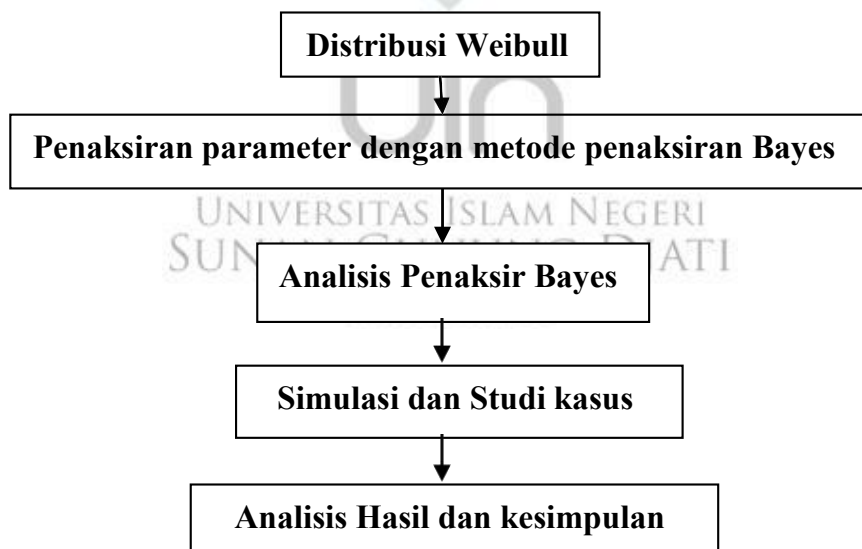 Distribusi Weibull
Penaksiran parameter dengan metode penaksiran Bayes
UNIVERSITAS ISLAM NEGERI
Analisis Penaksir Bayes
Simulasi dan Studi kasus
Analisis Hasil dan kesimpulan